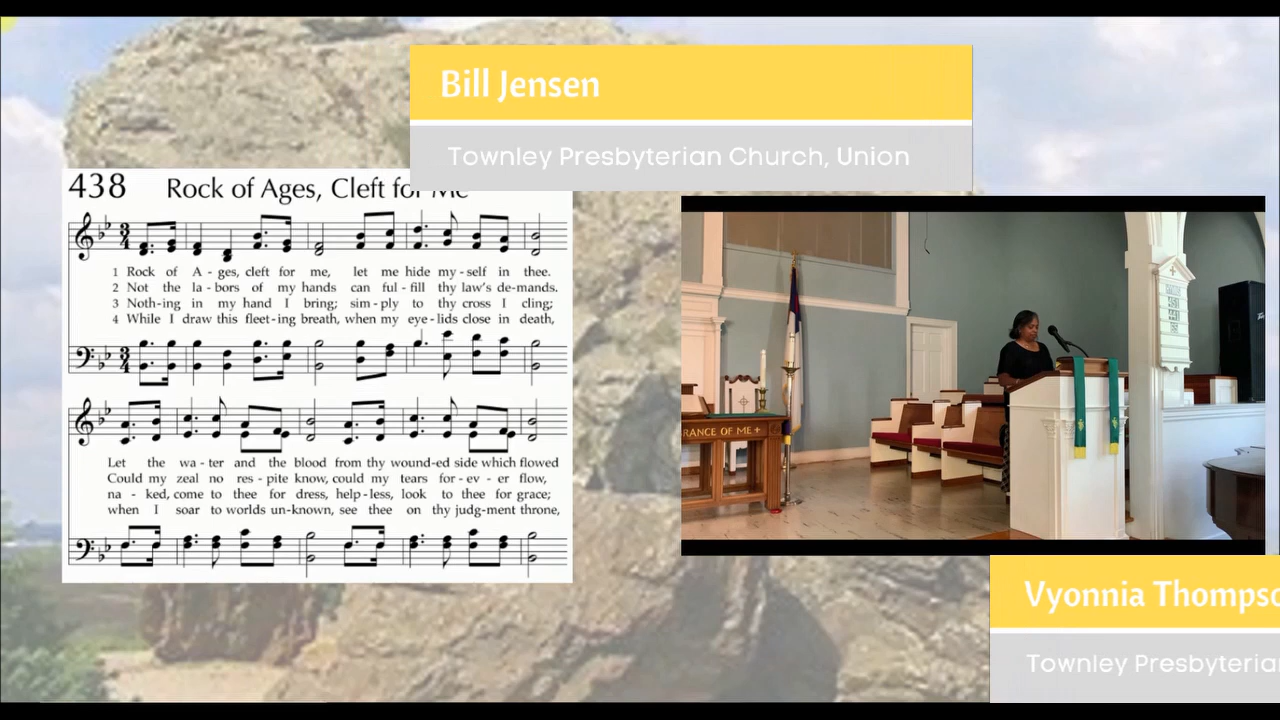 Bill Jensen
Townley Presbyterian Church, Union
438 Rock of Ages, Cleft for Me
1 Rock of A - ges, cleft for me, let me hide my - self in thee.
2 Not the la - bors of my hands can ful - fill thy law's de - mands.
3 Noth - ing in my hand I bring; sim - ply to thy cross I cling;
4 While I draw this fleet - ing breath, when my eye - lids close in death,
Let the wa - ter and the blood from thy wound - ed side which flowed
Could my zeal no res - pite know, could my tears for - ev - er flow,
na - ked, come to thee for dress, help - less, look to thee for grace;
when I soar to worlds un - known, see thee on thy judg - ment throne,
RANCE OF ME +
Vyonnia Thompso
Townley Presbyteria